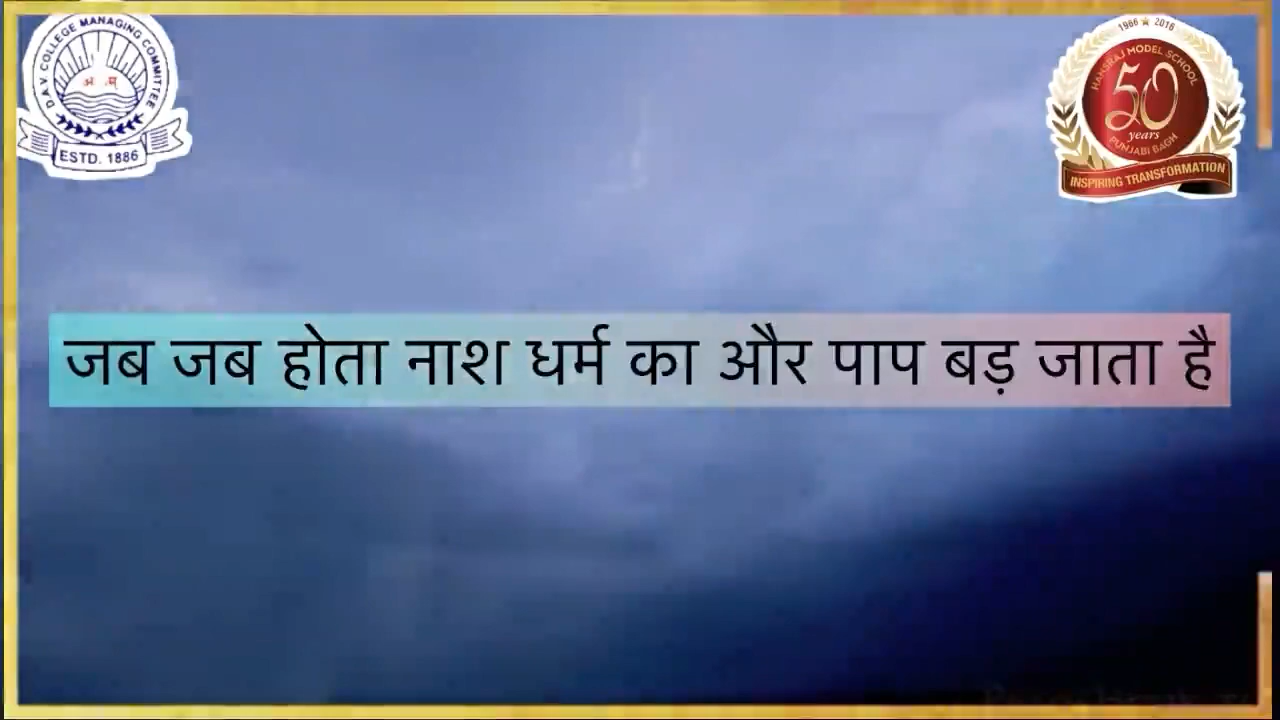 D.A.V. COLLEGE MANAGING COMMITTEE
ESTD. 1886
1966 2016
HANSRAJ MODEL SCHOOL
50
years
PUNJABI BAGH
INSPIRING TRANSFORMATION
जब जब होता नाश धर्म का और पाप बड़ जाता है